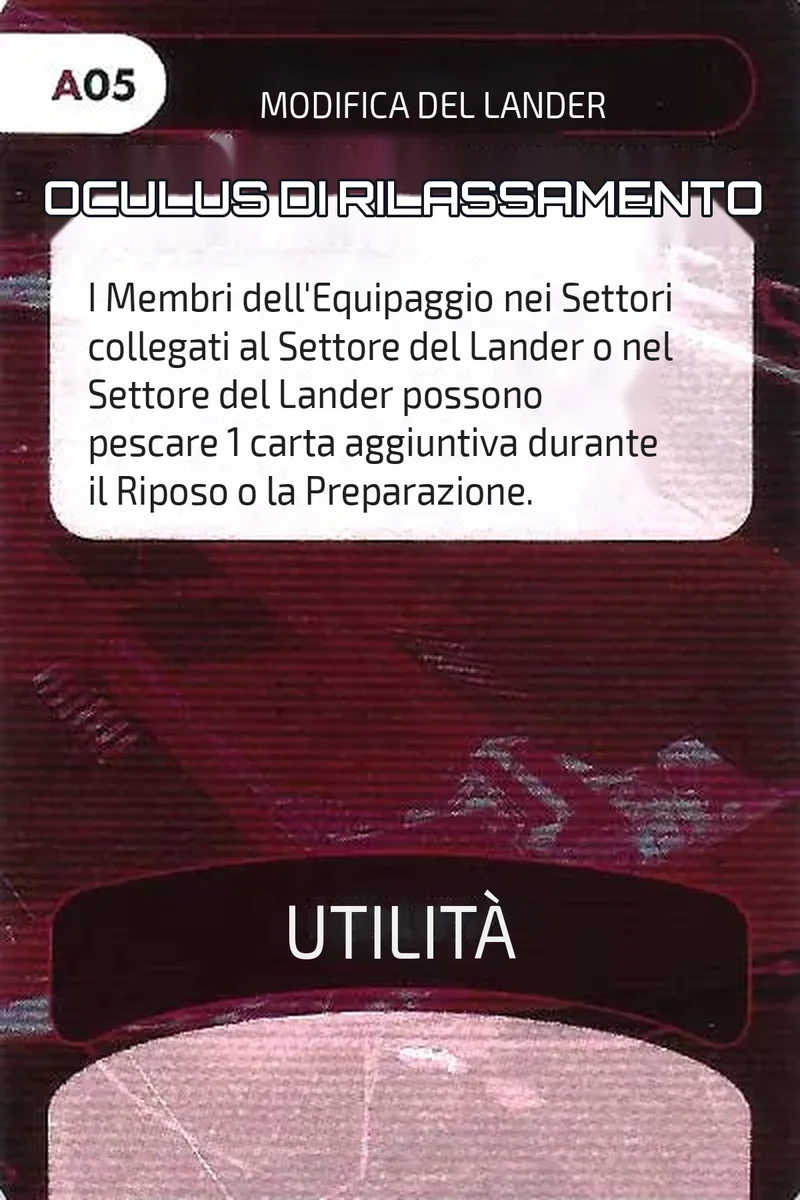 A05
MODIFICA DEL LANDER
OCULUS DI RILASSAMENTO
I Membri dell'Equipaggio nei Settori
collegati al Settore del Lander o nel
Settore del Lander possono
pescare 1 carta aggiuntiva durante
il Riposo o la Preparazione.
UTILITÀ